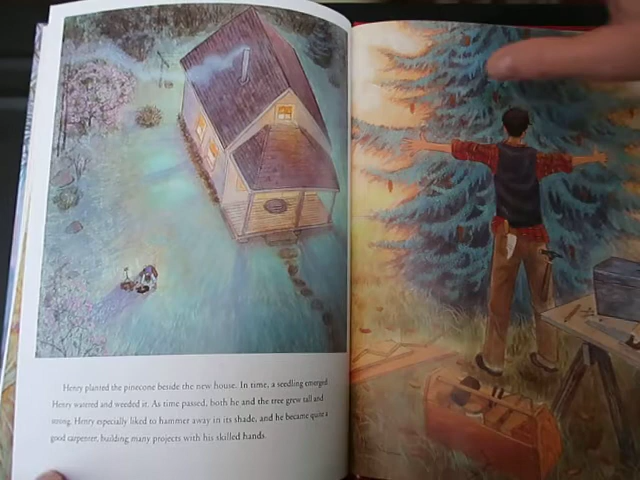 Henry planted the pinecone beside the new house. In time, a seedling emerged
Henry watered and weeded it. As time passed, both he and the tree grew tall and
strong. Henry especially liked to hammer away in its shade, and he became quite a
good carpenter, building many projects with his skilled hands.